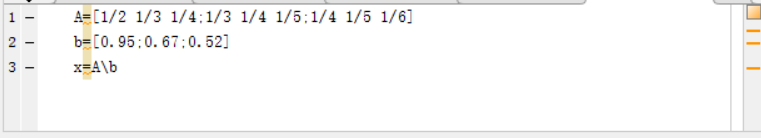 1 − A=[1/2 1/3 1/4;1/3 1/4 1/5;1/4 1/5 1/6]
2 − b=[0.95;0.67;0.52]
3 − x=A\b